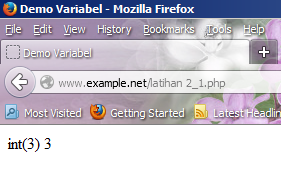 Demo Variabel - Mozilla Firefox
File Edit View History Bookmarks Tools Help
Demo Variabel
www.example.net/latihan 2_1.php
Most Visited Getting Started Latest Headlin
int(3) 3